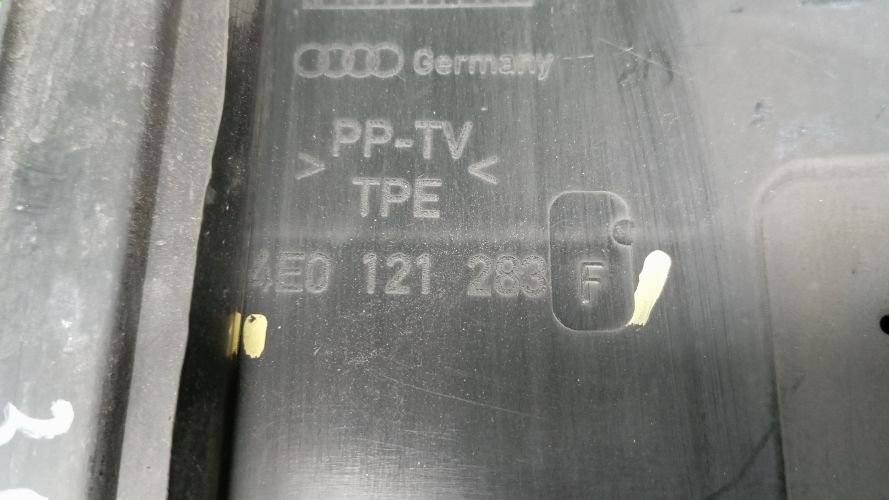 Germany
> PP-TV <
TPE
4E0 121 283 F